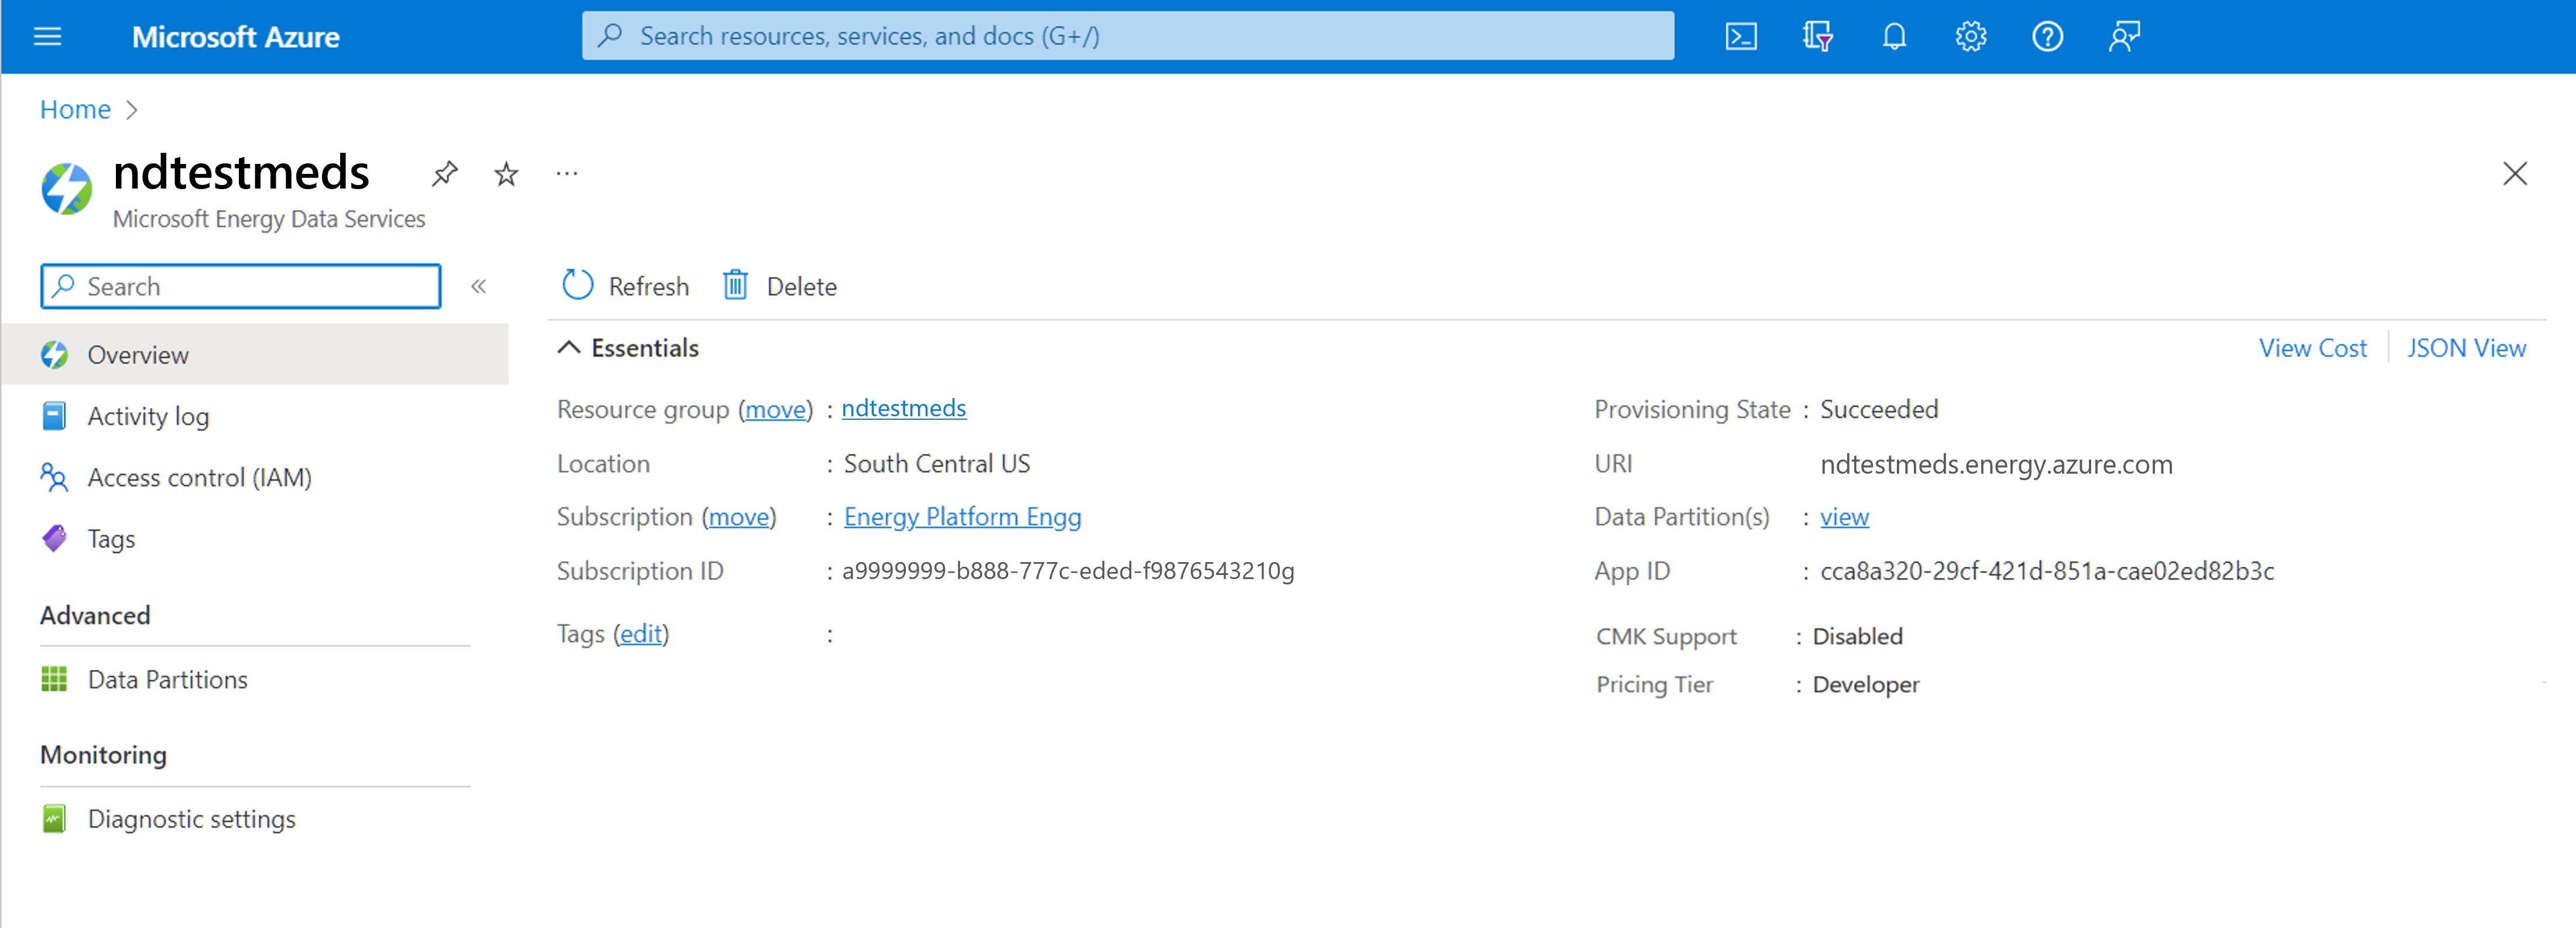 Microsoft Azure
Search resources, services, and docs (G+/)
Home
ndtestmeds
Microsoft Energy Data Services
Search
Overview
Activity log
Access control (IAM)
Tags
Advanced
Data Partitions
Monitoring
Diagnostic settings
Refresh Delete
Essentials
View Cost JSON View
Resource group (move) : ndtestmeds
Location : South Central US
Subscription (move) : Energy Platform Engg
Subscription ID : a9999999-b888-777c-eded-f9876543210g
Tags (edit) :
Provisioning State : Succeeded
URI ndtestmeds.energy.azure.com
Data Partition(s) : view
App ID : cca8a320-29cf-421d-851a-cae02ed82b3c
CMK Support : Disabled
Pricing Tier : Developer